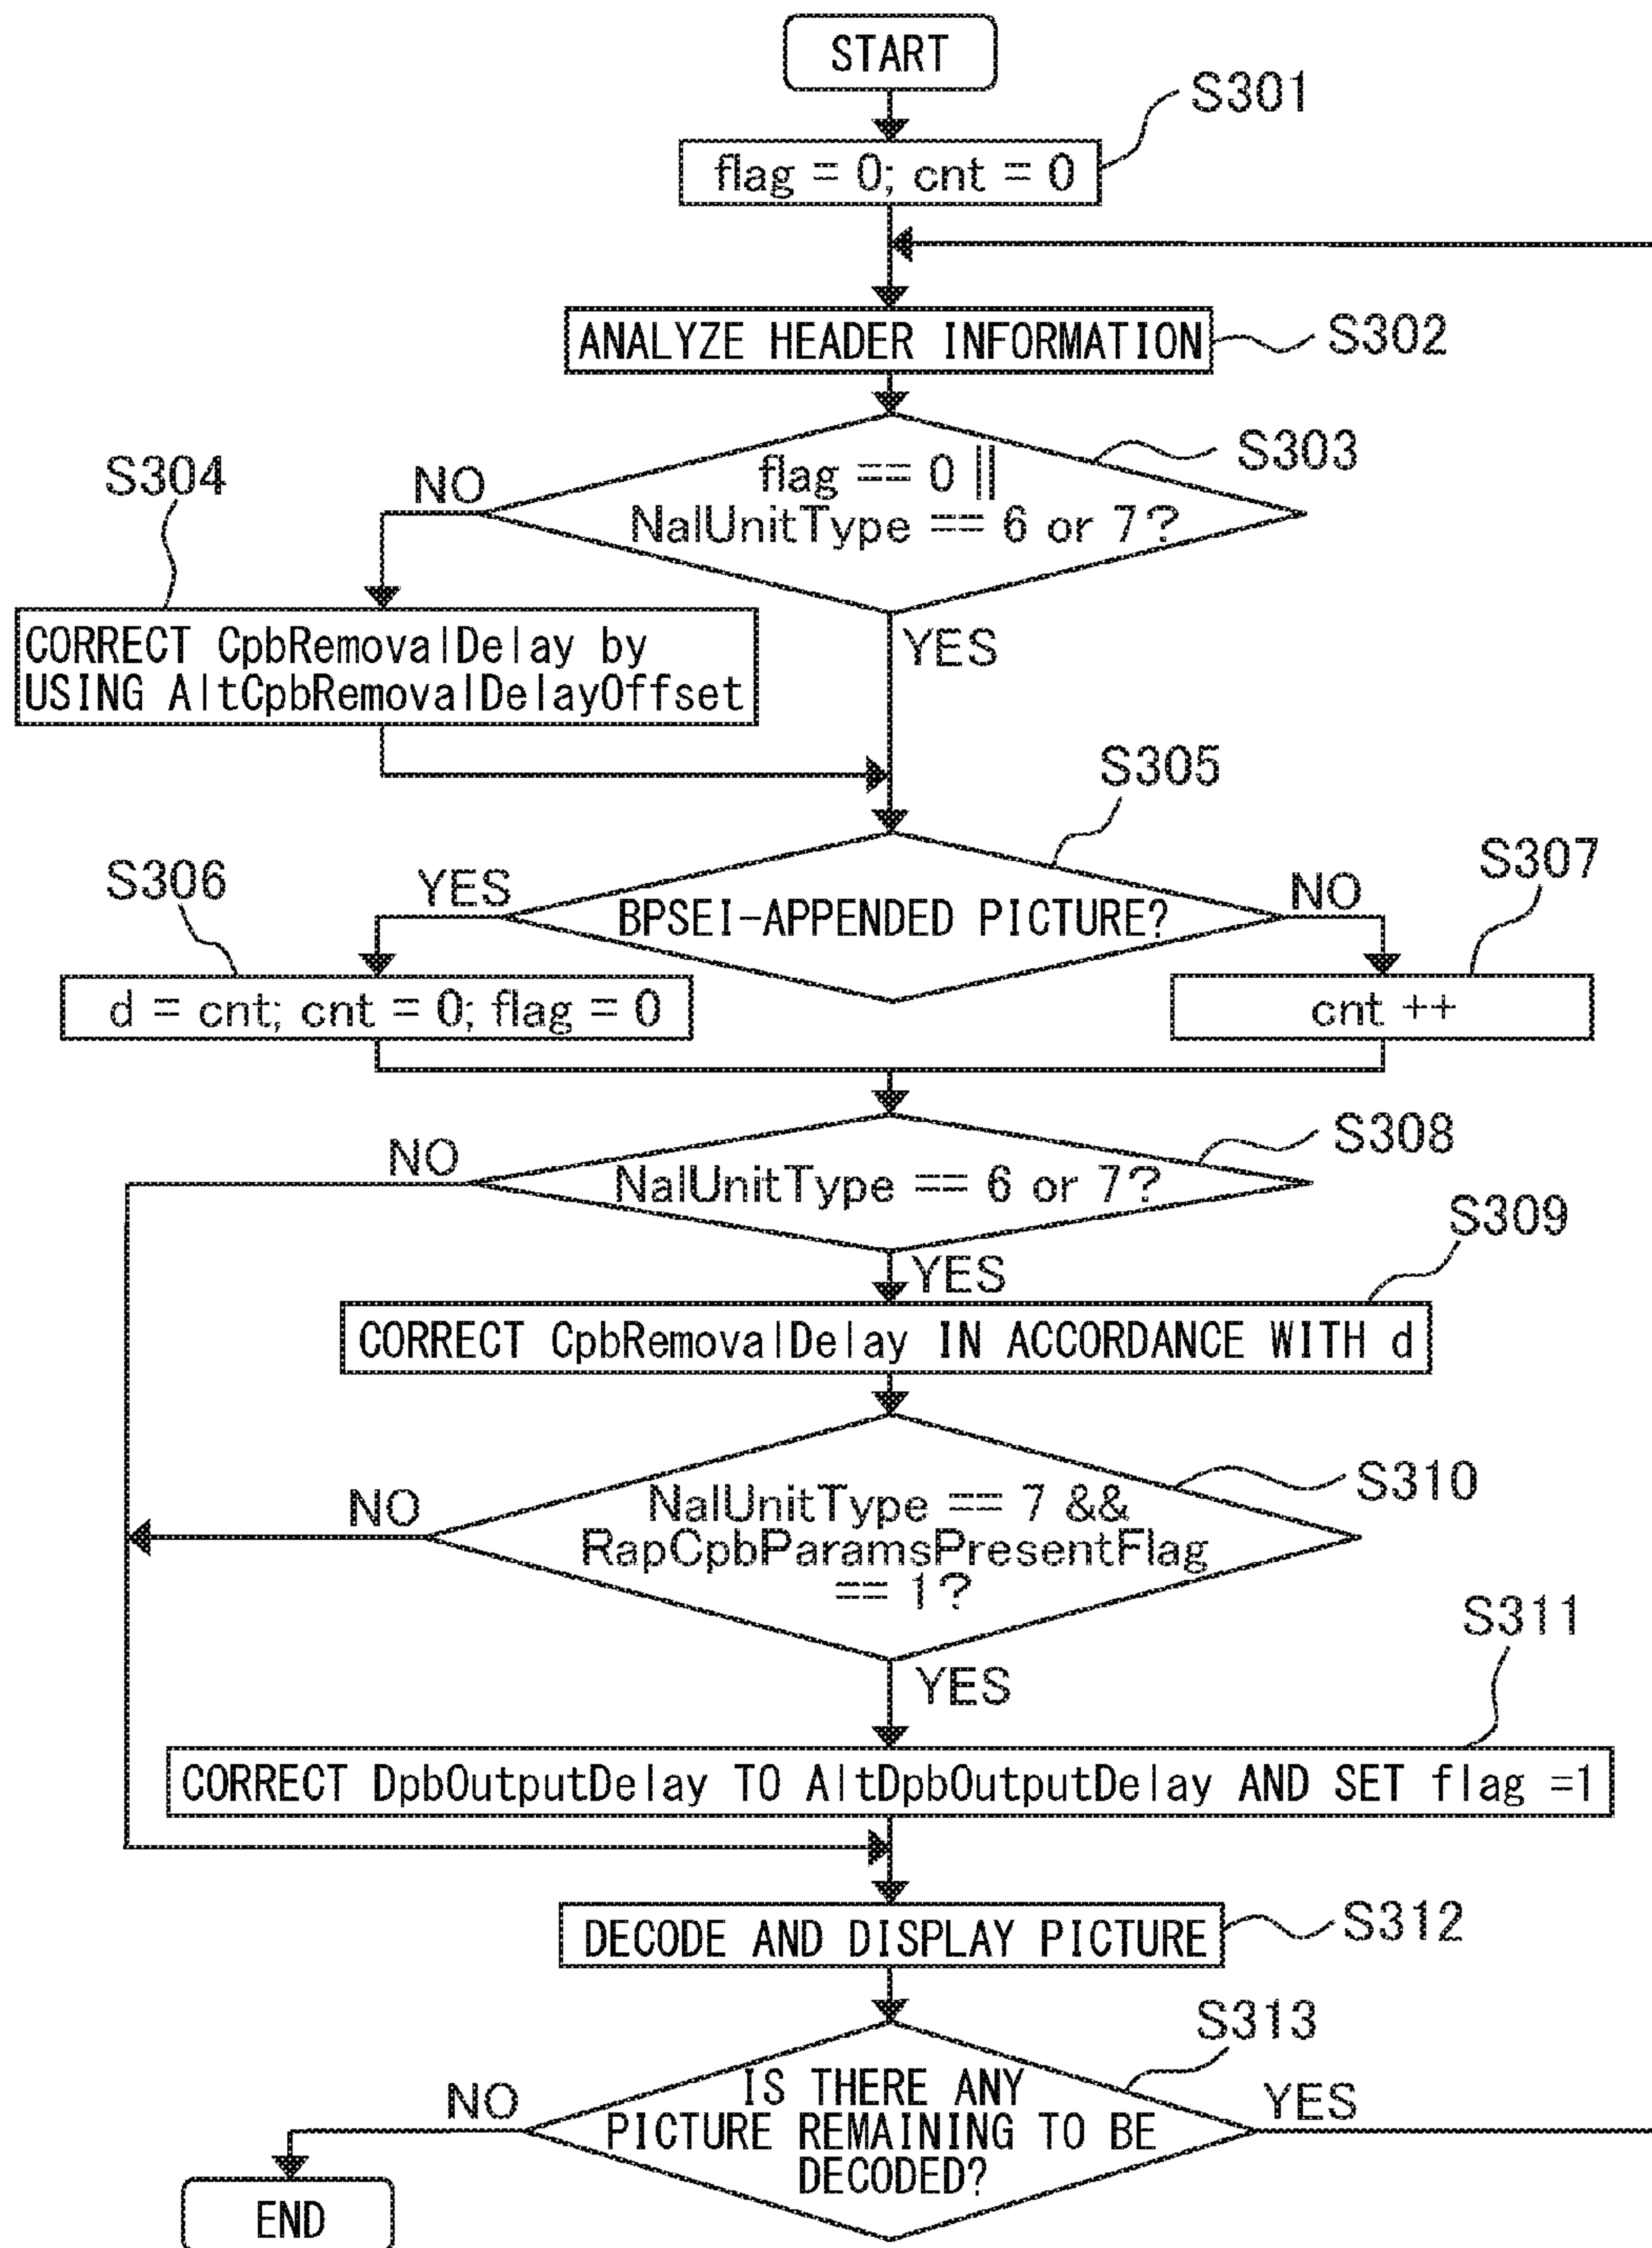 START
S301
flag = 0; cnt = 0
ANALYZE HEADER INFORMATION
S302
S303
flag == 0 ||
NalUnitType == 6 or 7?
NO
S304
YES
CORRECT CpbRemovalDelay by
USING AltCpbRemovalDelayOffset
S305
BPSEI-APPENDED PICTURE?
YES
NO
S306
S307
d = cnt; cnt = 0; flag = 0
cnt ++
S308
NO
NalUnitType == 6 or 7?
S309
YES
CORRECT CpbRemovalDelay IN ACCORDANCE WITH d
S310
NO
NalUnitType == 7 &&
RapCpbParamsPresentFlag
== 1?
S311
YES
CORRECT DpbOutputDelay TO AltDpbOutputDelay AND SET flag =1
DECODE AND DISPLAY PICTURE
S312
S313
NO
IS THERE ANY
PICTURE REMAINING TO BE
DECODED?
YES
END